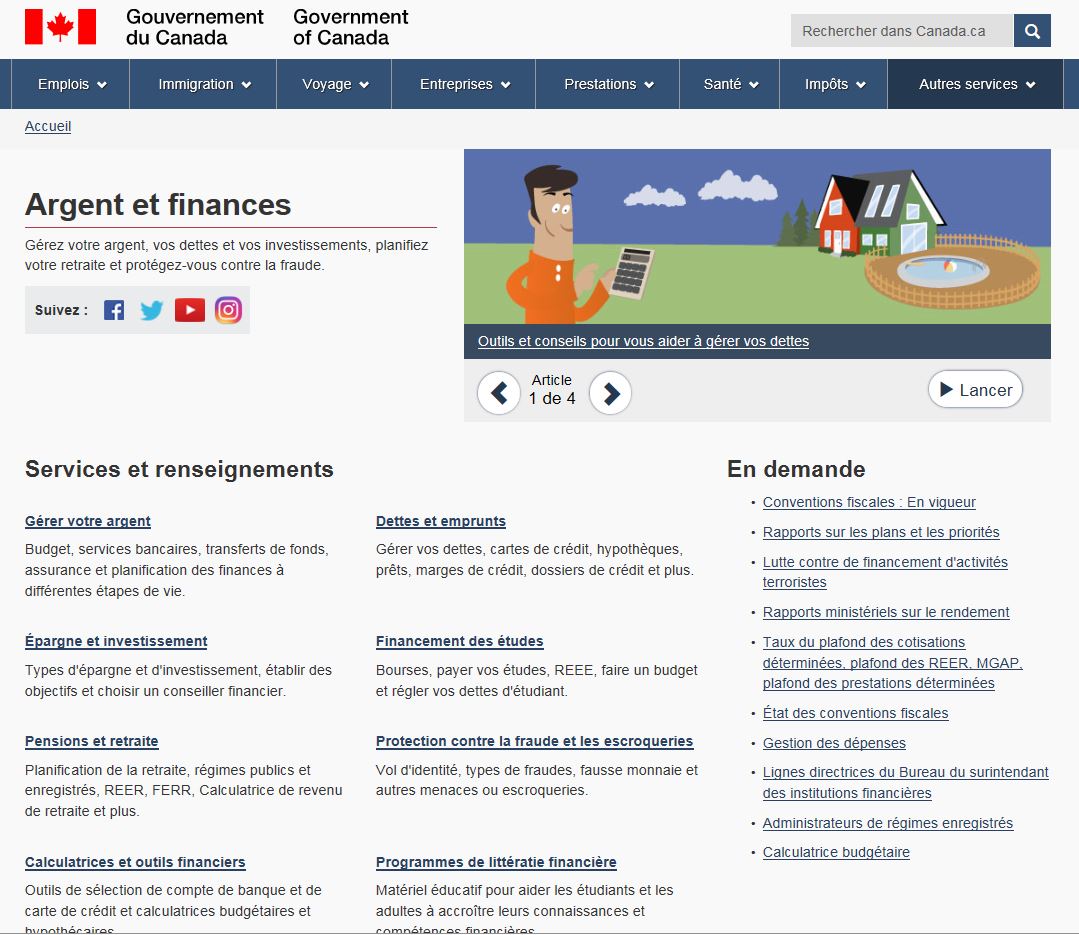 Gouvernement
du Canada
Government
of Canada
Rechercher dans Canada.ca
Emplois
Immigration
Voyage
Entreprises
Prestations
Santé
Impôts
Autres services
Accueil
Argent et finances
Gérez votre argent, vos dettes et vos investissements, planifiez
votre retraite et protégez-vous contre la fraude.
Suivez :
Outils et conseils pour vous aider à gérer vos dettes
Article
1 de 4
Lancer
Services et renseignements
Gérer votre argent
Budget, services bancaires, transferts de fonds,
assurance et planification des finances à
différentes étapes de vie.
Dettes et emprunts
Gérer vos dettes, cartes de crédit, hypothèques,
prêts, marges de crédit, dossiers de crédit et plus.
Épargne et investissement
Types d'épargne et d'investissement, établir des
objectifs et choisir un conseiller financier.
Financement des études
Bourses, payer vos études, REEE, faire un budget
et régler vos dettes d'étudiant.
Pensions et retraite
Planification de la retraite, régimes publics et
enregistrés, REER, FERR, Calculatrice de revenu
de retraite et plus.
Protection contre la fraude et les escroqueries
Vol d'identité, types de fraudes, fausse monnaie et
autres menaces ou escroqueries.
Calculatrices et outils financiers
Outils de sélection de compte de banque et de
carte de crédit et calculatrices budgétaires et
hypothécaires
Programmes de littératie financière
Matériel éducatif pour aider les étudiants et les
adultes à accroître leurs connaissances et
compétences financières
En demande
Conventions fiscales : En vigueur
Rapports sur les plans et les priorités
Lutte contre de financement d'activités
terroristes
Rapports ministériels sur le rendement
Taux du plafond des cotisations
déterminées, plafond des REER, MGAP,
plafond des prestations déterminées
État des conventions fiscales
Gestion des dépenses
Lignes directrices du Bureau du surintendant
des institutions financières
Administrateurs de régimes enregistrés
Calculatrice budgétaire